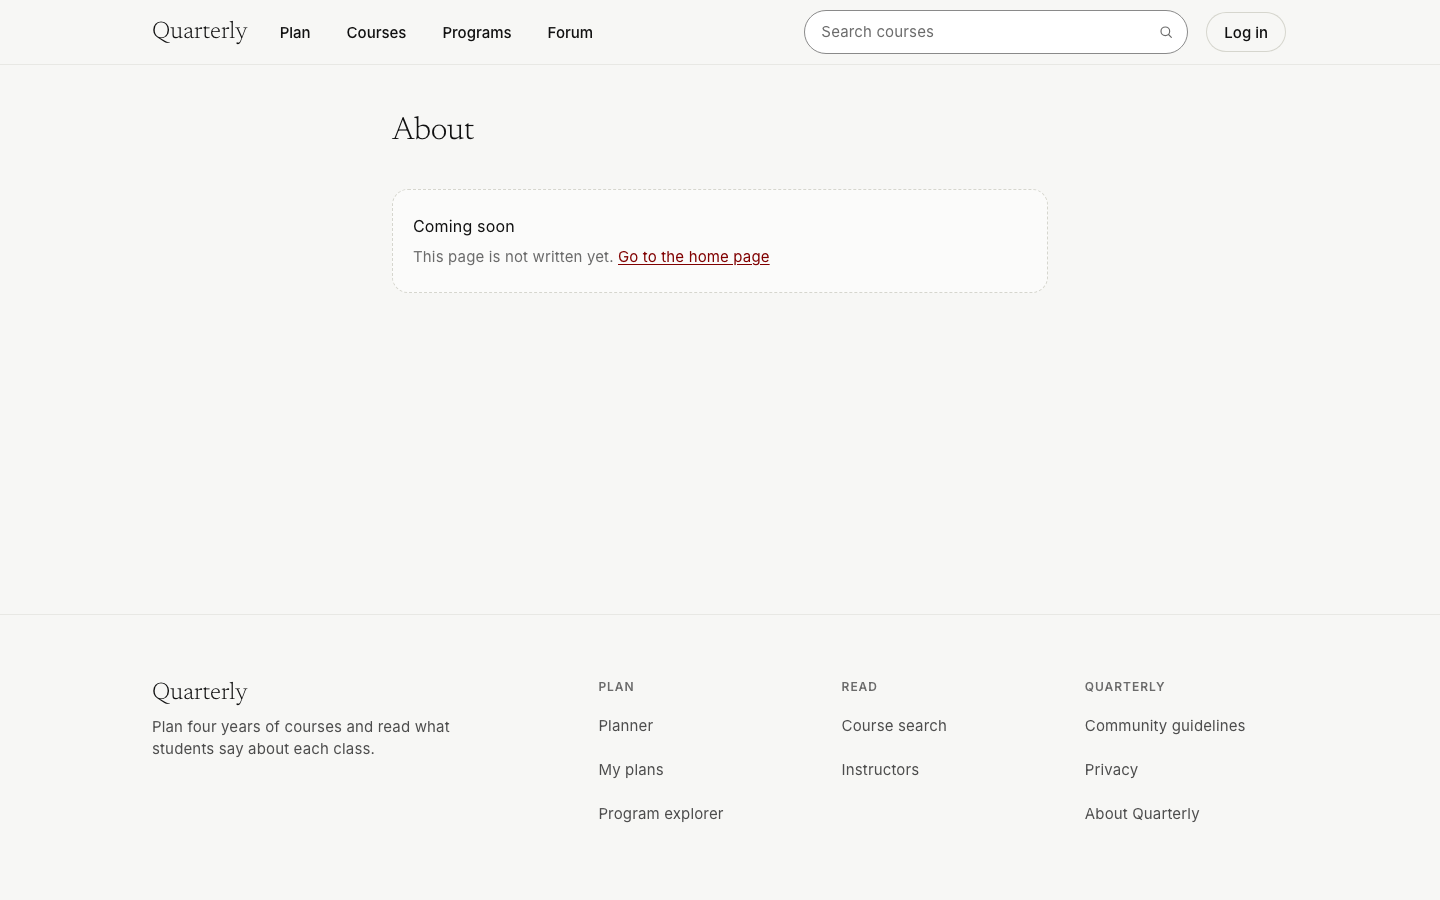 Quarterly Plan Courses Programs Forum Search courses Log in
About
Coming soon
This page is not written yet. Go to the home page
Quarterly
Plan four years of courses and read what
students say about each class.
PLAN
Planner
My plans
Program explorer
READ
Course search
Instructors
QUARTERLY
Community guidelines
Privacy
About Quarterly